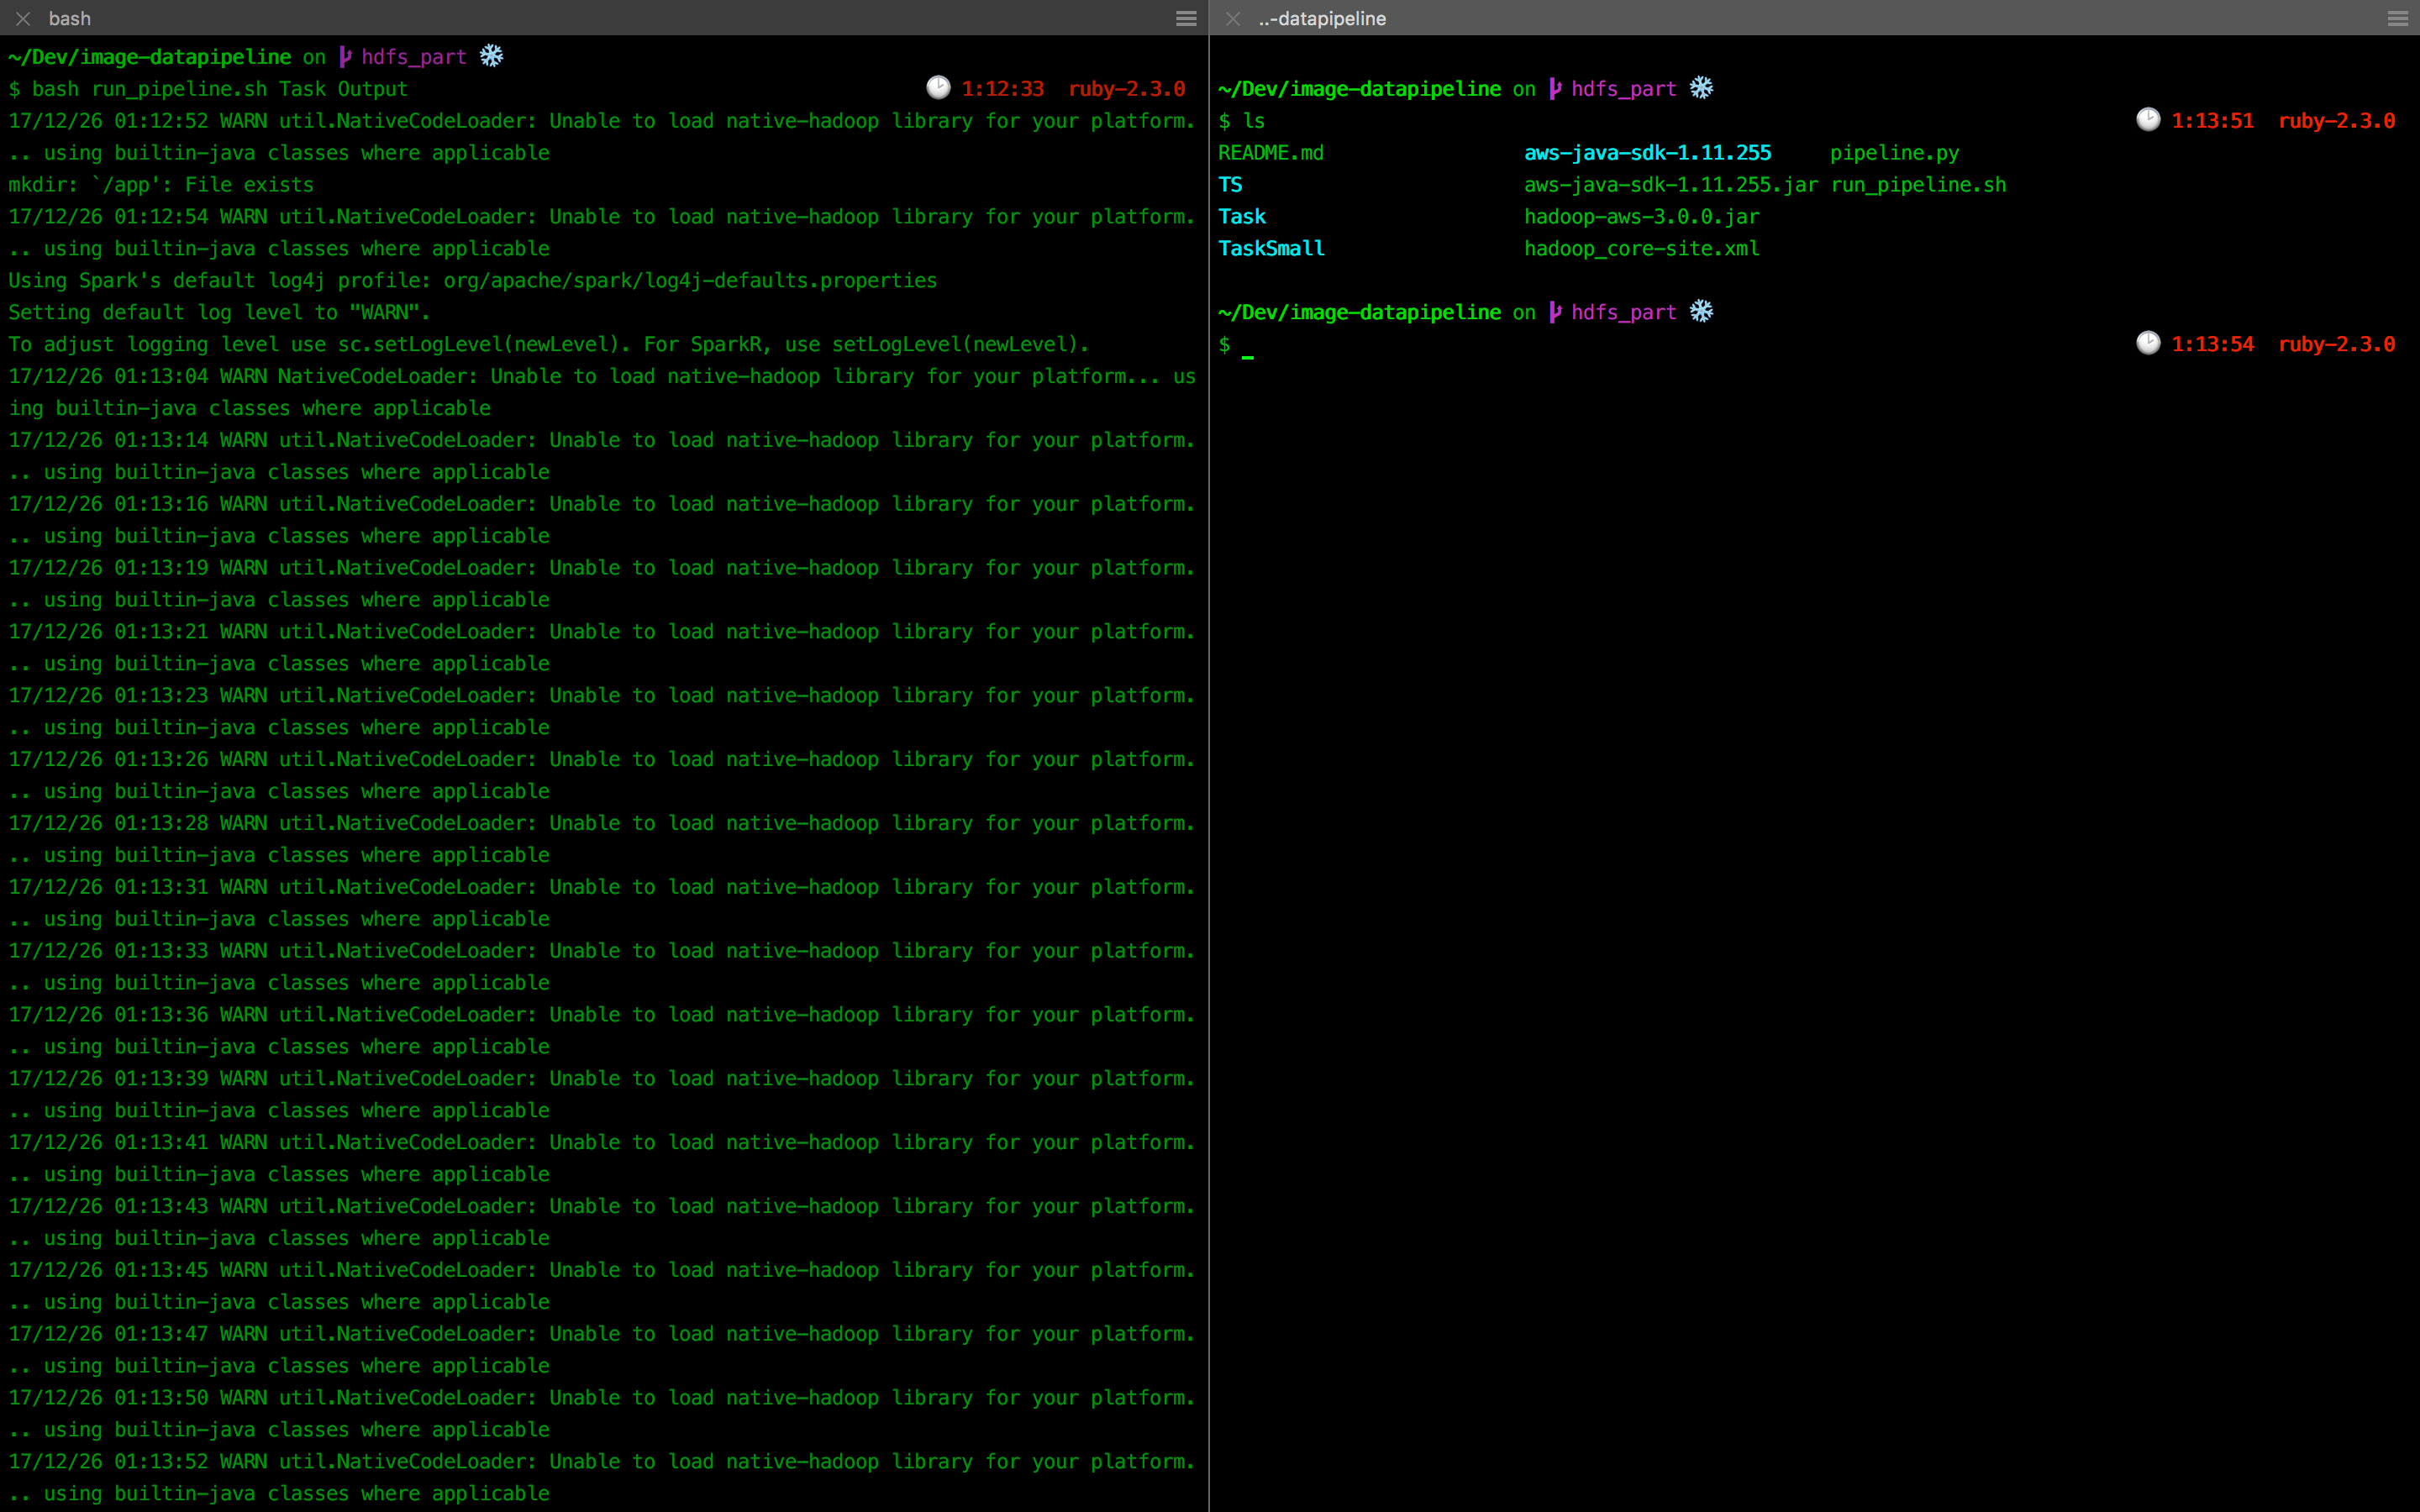 bash
~/Dev/image-datapipeline on hdfs_part
$ bash run_pipeline.sh Task Output 1:12:33 ruby-2.3.0
17/12/26 01:12:52 WARN util.NativeCodeLoader: Unable to load native-hadoop library for your platform.
.. using builtin-java classes where applicable
mkdir: `/app': File exists
17/12/26 01:12:54 WARN util.NativeCodeLoader: Unable to load native-hadoop library for your platform.
.. using builtin-java classes where applicable
Using Spark's default log4j profile: org/apache/spark/log4j-defaults.properties
Setting default log level to "WARN".
To adjust logging level use sc.setLogLevel(newLevel). For SparkR, use setLogLevel(newLevel).
17/12/26 01:13:04 WARN NativeCodeLoader: Unable to load native-hadoop library for your platform... us
ing builtin-java classes where applicable
17/12/26 01:13:14 WARN util.NativeCodeLoader: Unable to load native-hadoop library for your platform.
.. using builtin-java classes where applicable
17/12/26 01:13:16 WARN util.NativeCodeLoader: Unable to load native-hadoop library for your platform.
.. using builtin-java classes where applicable
17/12/26 01:13:19 WARN util.NativeCodeLoader: Unable to load native-hadoop library for your platform.
.. using builtin-java classes where applicable
17/12/26 01:13:21 WARN util.NativeCodeLoader: Unable to load native-hadoop library for your platform.
.. using builtin-java classes where applicable
17/12/26 01:13:23 WARN util.NativeCodeLoader: Unable to load native-hadoop library for your platform.
.. using builtin-java classes where applicable
17/12/26 01:13:26 WARN util.NativeCodeLoader: Unable to load native-hadoop library for your platform.
.. using builtin-java classes where applicable
17/12/26 01:13:28 WARN util.NativeCodeLoader: Unable to load native-hadoop library for your platform.
.. using builtin-java classes where applicable
17/12/26 01:13:31 WARN util.NativeCodeLoader: Unable to load native-hadoop library for your platform.
.. using builtin-java classes where applicable
17/12/26 01:13:33 WARN util.NativeCodeLoader: Unable to load native-hadoop library for your platform.
.. using builtin-java classes where applicable
17/12/26 01:13:36 WARN util.NativeCodeLoader: Unable to load native-hadoop library for your platform.
.. using builtin-java classes where applicable
17/12/26 01:13:39 WARN util.NativeCodeLoader: Unable to load native-hadoop library for your platform.
.. using builtin-java classes where applicable
17/12/26 01:13:41 WARN util.NativeCodeLoader: Unable to load native-hadoop library for your platform.
.. using builtin-java classes where applicable
17/12/26 01:13:43 WARN util.NativeCodeLoader: Unable to load native-hadoop library for your platform.
.. using builtin-java classes where applicable
17/12/26 01:13:45 WARN util.NativeCodeLoader: Unable to load native-hadoop library for your platform.
.. using builtin-java classes where applicable
17/12/26 01:13:47 WARN util.NativeCodeLoader: Unable to load native-hadoop library for your platform.
.. using builtin-java classes where applicable
17/12/26 01:13:50 WARN util.NativeCodeLoader: Unable to load native-hadoop library for your platform.
.. using builtin-java classes where applicable
17/12/26 01:13:52 WARN util.NativeCodeLoader: Unable to load native-hadoop library for your platform.
.. using builtin-java classes where applicable
..-datapipeline
~/Dev/image-datapipeline on hdfs_part
$ ls 1:13:51 ruby-2.3.0
README.md aws-java-sdk-1.11.255 pipeline.py
TS aws-java-sdk-1.11.255.jar run_pipeline.sh
Task hadoop-aws-3.0.0.jar
TaskSmall hadoop_core-site.xml
~/Dev/image-datapipeline on hdfs_part
$ _ 1:13:54 ruby-2.3.0